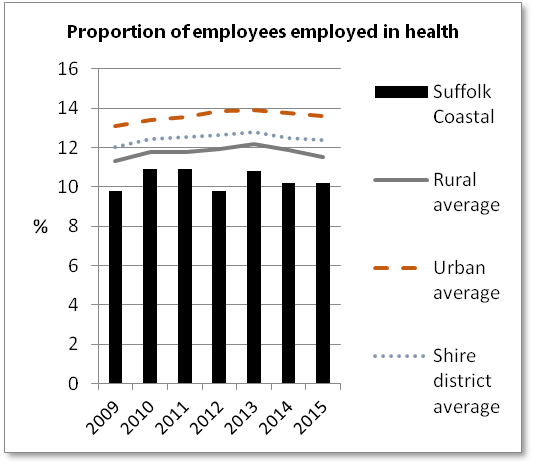 Proportion of employees employed in health
16
14
12
10
8
6
4
2
0
%
2009
2010
2011
2012
2013
2014
2015
Suffolk
Coastal
Rural
average
Urban
average
Shire
district
average